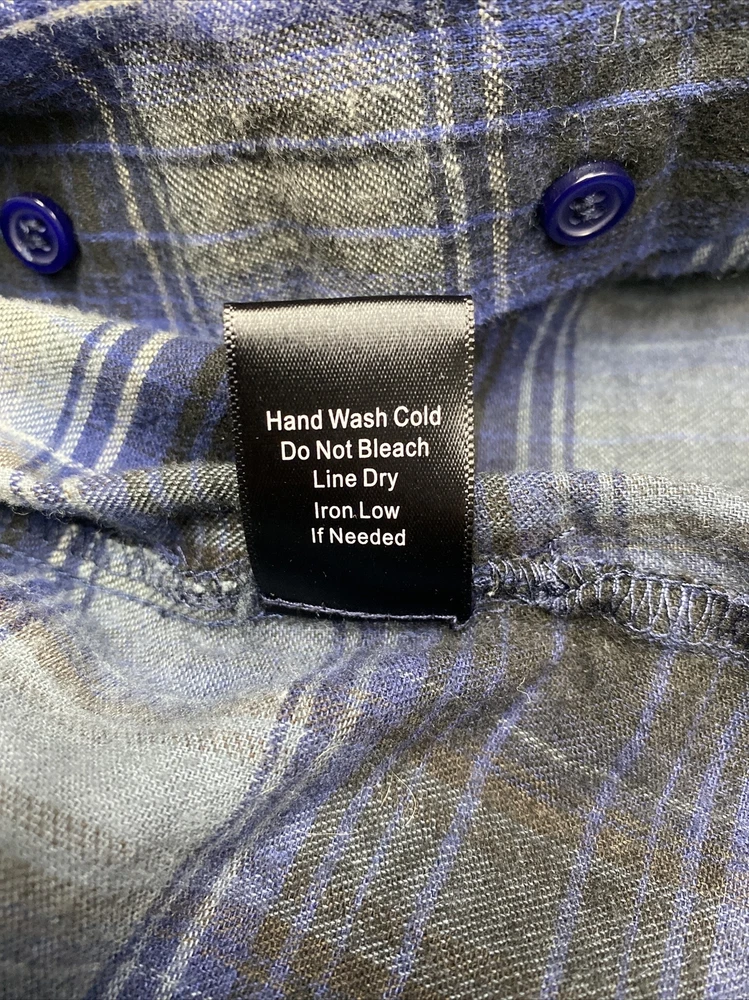 Hand Wash Cold
Do Not Bleach
Line Dry
Iron Low
If Needed